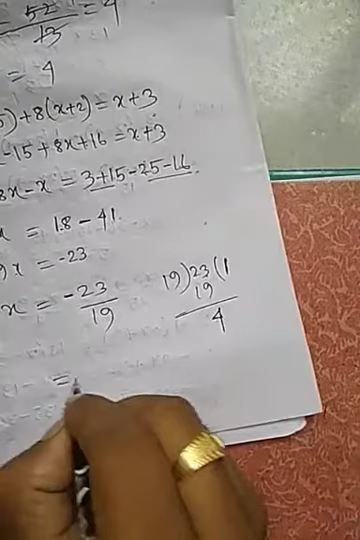 52/13 = 4
= 4
5) + 8(x+2) = x+3
-15 + 8x + 16 = x+3
8x - x = 3+15-25-16
x = 18 - 41
x = -23
x = -23/19
19)23(1
19
4
=